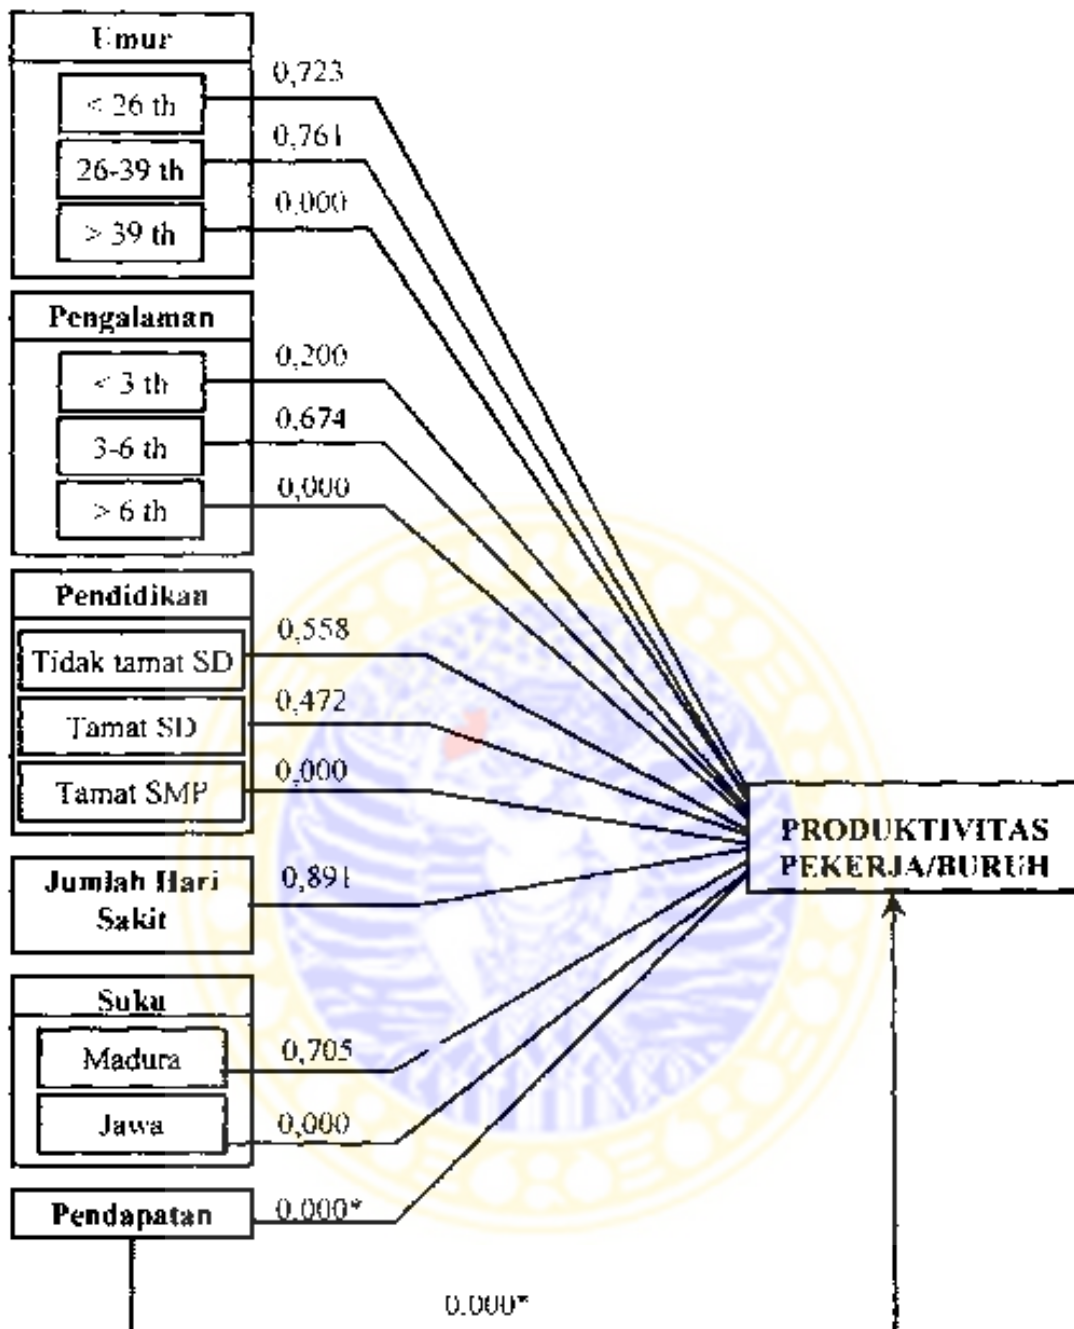 Umur
< 26 th
0,723
26-39 th
0,761
> 39 th
0,000
Pengalaman
< 3 th
0,200
3-6 th
0,674
> 6 th
0,000
Pendidikan
Tidak tamat SD
0,558
Tamat SD
0,472
Tamat SMP
0,000
Jumlah Hari
Sakit
0,891
Suku
Madura
0,705
Jawa
0,000
Pendapatan
0.000*
0.000*
PRODUKTIVITAS
PEKERJA/BURUH